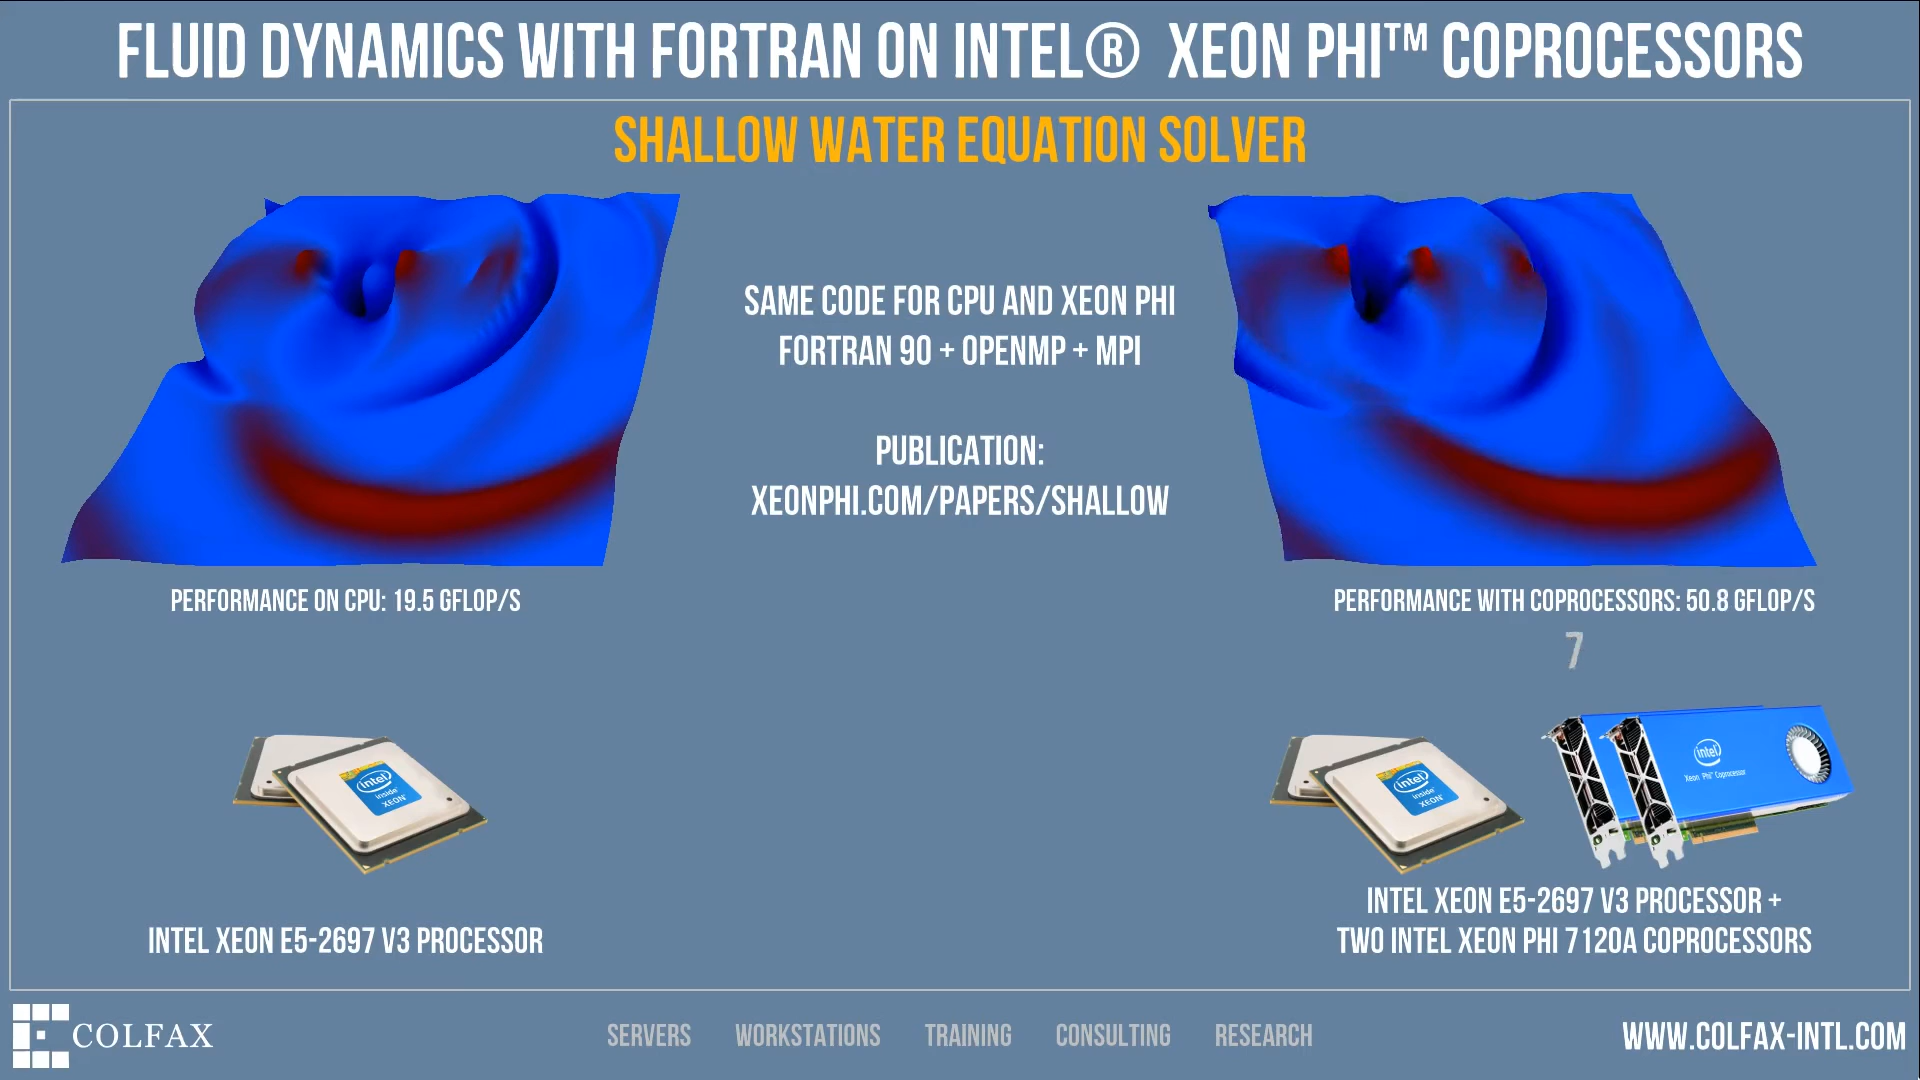 FLUID DYNAMICS WITH FORTRAN ON INTEL® XEON PHI™ COPROCESSORS
SHALLOW WATER EQUATION SOLVER
SAME CODE FOR CPU AND XEON PHI
FORTRAN 90 + OPENMP + MPI
PUBLICATION:
XEONPHI.COM/PAPERS/SHALLOW
PERFORMANCE ON CPU: 19.5 GFLOP/S
PERFORMANCE WITH COPROCESSORS: 50.8 GFLOP/S
7
intel
inside
XEON
intel
inside
XEON
intel
Xeon Phi Coprocessor
INTEL XEON E5-2697 V3 PROCESSOR
INTEL XEON E5-2697 V3 PROCESSOR +
TWO INTEL XEON PHI 7120A COPROCESSORS
COLFAX
SERVERS WORKSTATIONS TRAINING CONSULTING RESEARCH
WWW.COLFAX-INTL.COM